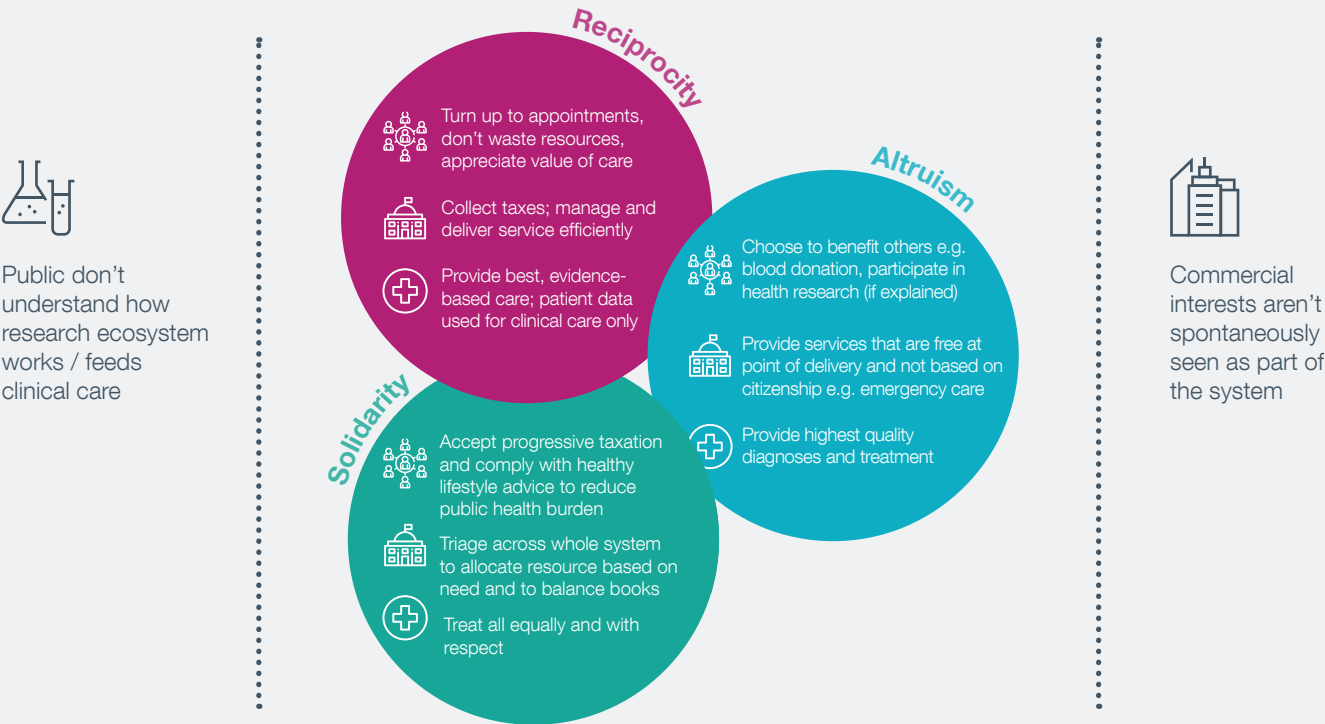 Public don't
understand how
research ecosystem
works / feeds
clinical care
Reciprocity
Turn up to appointments,
don't waste resources,
appreciate value of care
Collect taxes; manage and
deliver service efficiently
Provide best, evidence-
based care; patient data
used for clinical care only
Altruism
Choose to benefit others e.g.
blood donation, participate in
health research (if explained)
Provide services that are free at
point of delivery and not based on
citizenship e.g. emergency care
Provide highest quality
diagnoses and treatment
Solidarity
Accept progressive taxation
and comply with healthy
lifestyle advice to reduce
public health burden
Triage across whole system
to allocate resource based on
need and to balance books
Treat all equally and with
respect
Commercial
interests aren't
spontaneously
seen as part of
the system